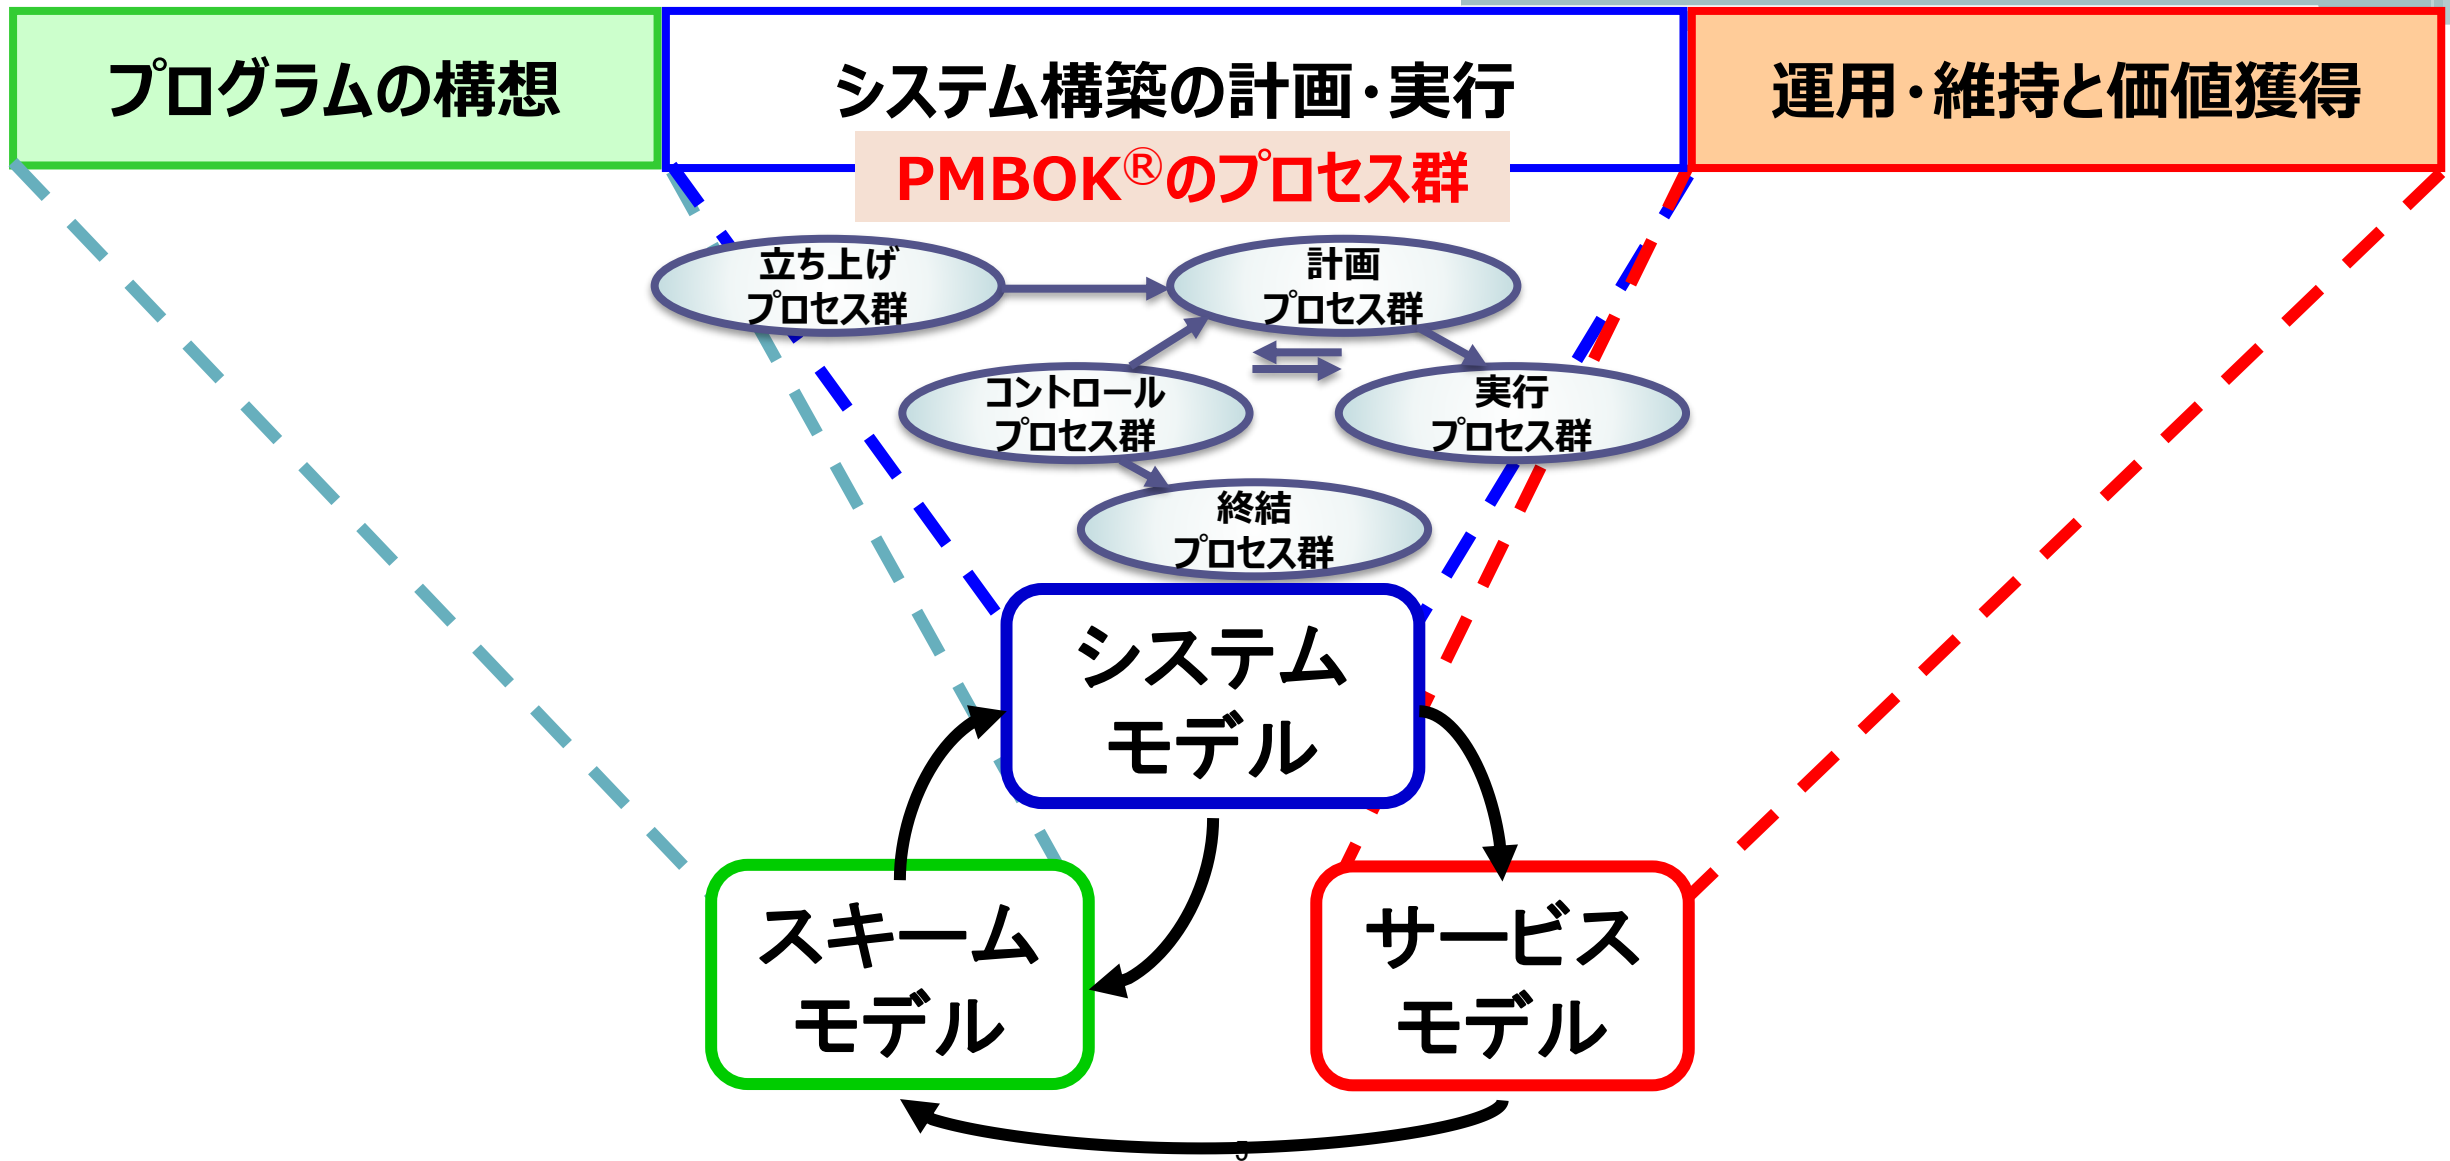 プログラムの構想
システム構築の計画・実行
運用・維持と価値獲得
PMBOK®のプロセス群
立ち上げ
プロセス群
計画
プロセス群
コントロール
プロセス群
実行
プロセス群
終結
プロセス群
システム
モデル
スキーム
モデル
サービス
モデル